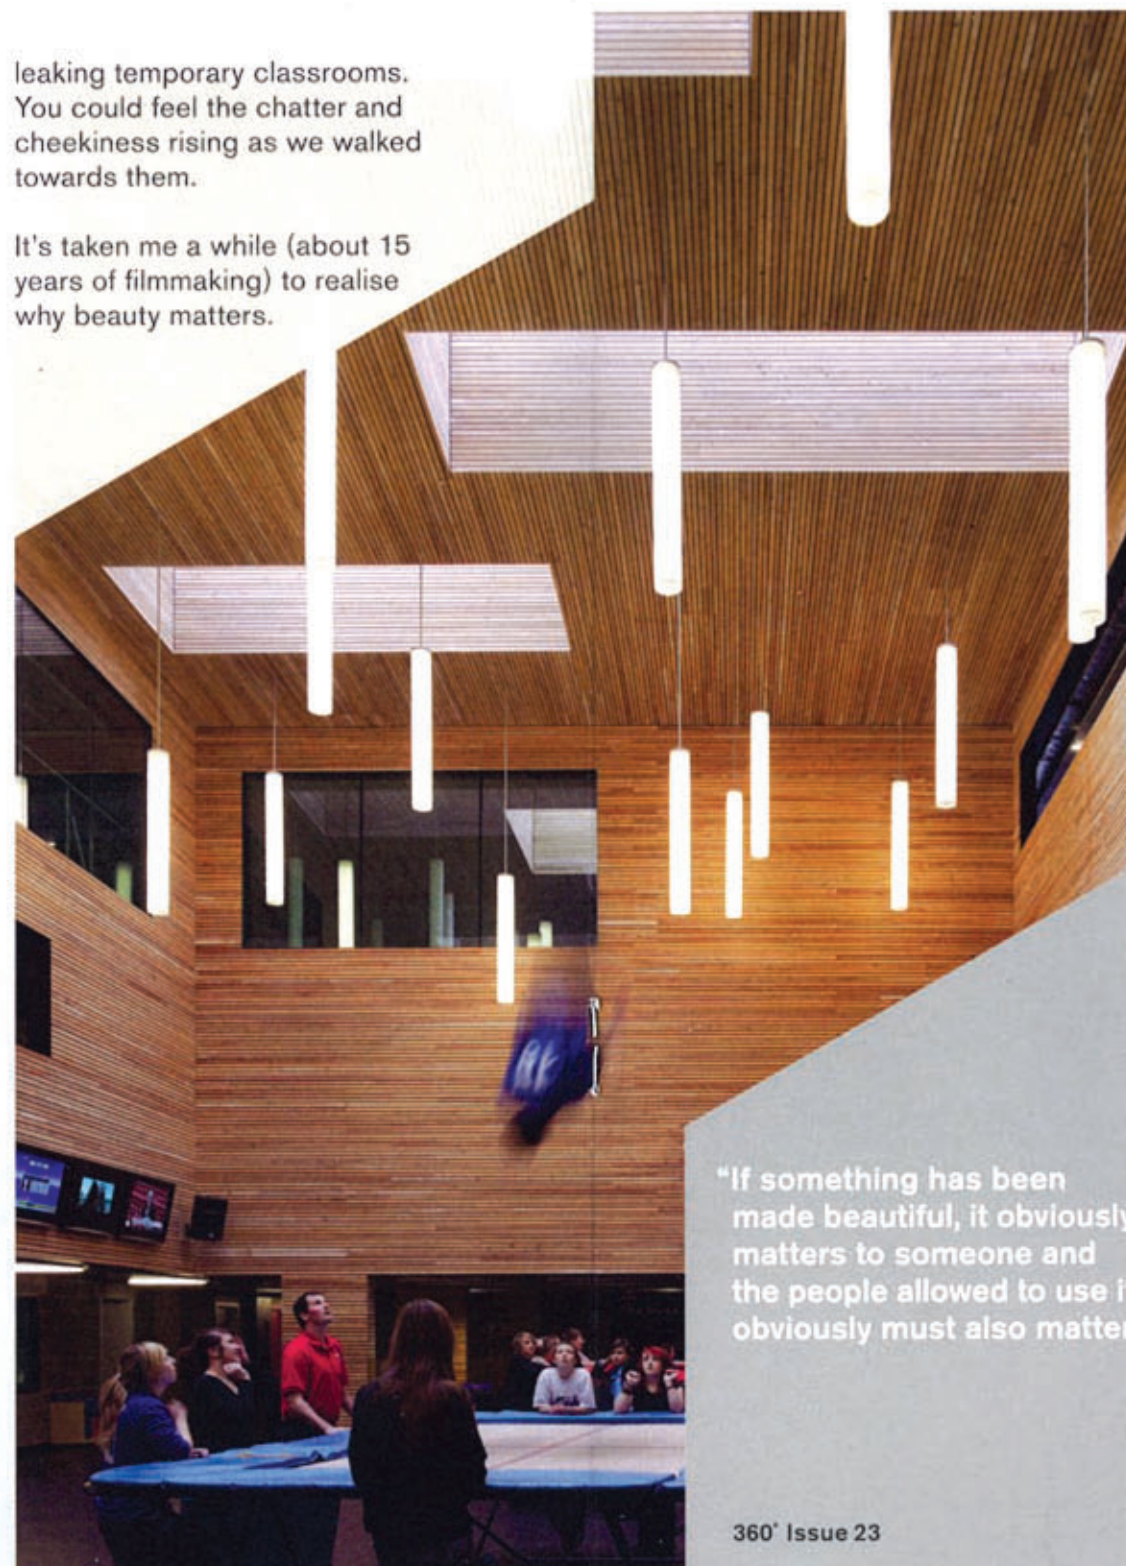 leaking temporary classrooms.
You could feel the chatter and
cheekiness rising as we walked
towards them.
It's taken me a while (about 15
years of filmmaking) to realise
why beauty matters.
"If something has been
made beautiful, it obviously
matters to someone and
the people allowed to use i
obviously must also matter
360° Issue 23